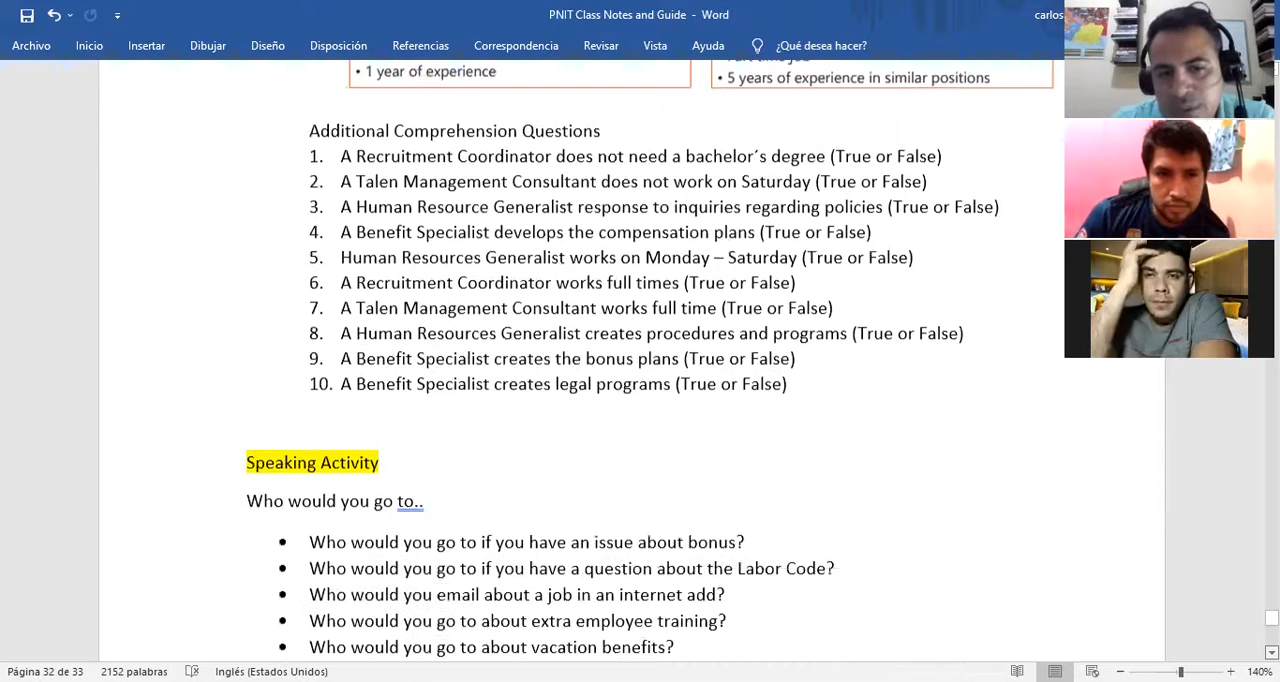 PNIT Class Notes and Guide - Word
carlos
Archivo Inicio Insertar Dibujar Diseño Disposición Referencias Correspondencia Revisar Vista Ayuda ¿Qué desea hacer?
• 1 year of experience
• 5 years of experience in similar positions
Additional Comprehension Questions
1. A Recruitment Coordinator does not need a bachelor´s degree (True or False)
2. A Talen Management Consultant does not work on Saturday (True or False)
3. A Human Resource Generalist response to inquiries regarding policies (True or False)
4. A Benefit Specialist develops the compensation plans (True or False)
5. Human Resources Generalist works on Monday – Saturday (True or False)
6. A Recruitment Coordinator works full times (True or False)
7. A Talen Management Consultant works full time (True or False)
8. A Human Resources Generalist creates procedures and programs (True or False)
9. A Benefit Specialist creates the bonus plans (True or False)
10. A Benefit Specialist creates legal programs (True or False)
Speaking Activity
Who would you go to..
• Who would you go to if you have an issue about bonus?
• Who would you go to if you have a question about the Labor Code?
• Who would you email about a job in an internet add?
• Who would you go to about extra employee training?
• Who would you go to about vacation benefits?
Página 32 de 33 2152 palabras Inglés (Estados Unidos) 140%